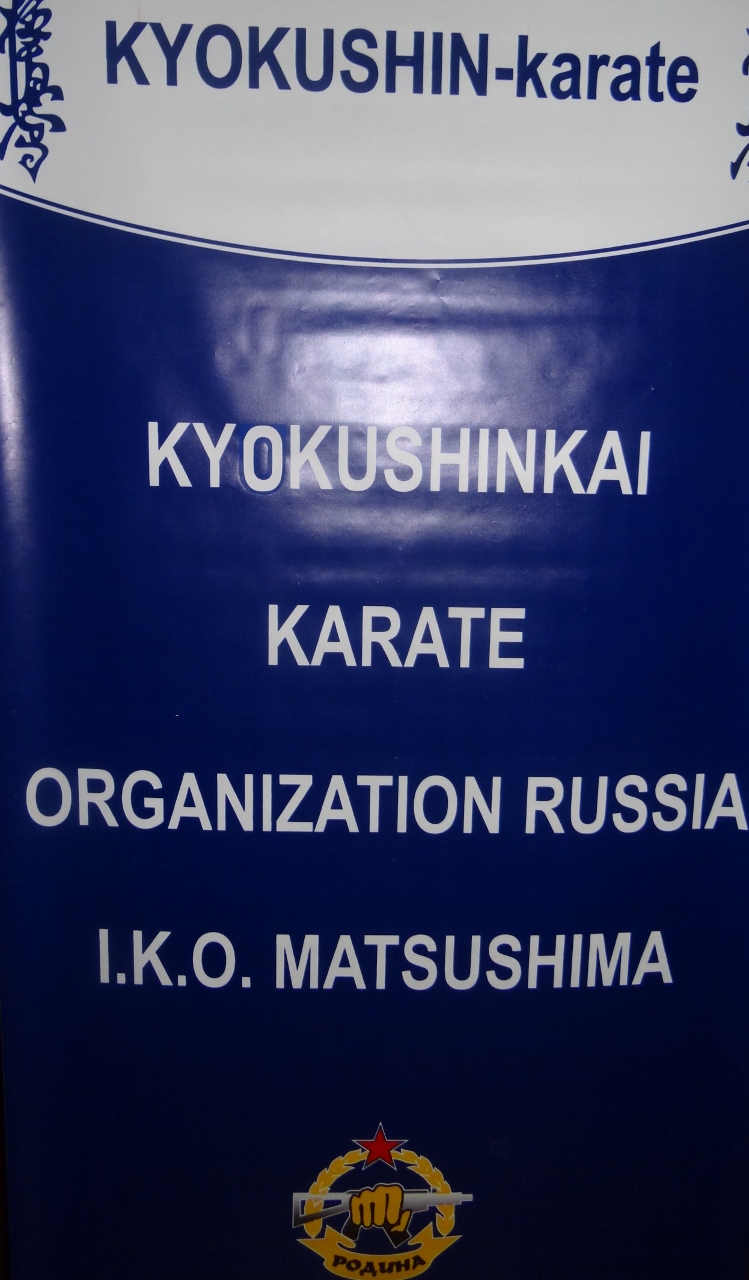 KYOKUSHIN-karate
KYOKUSHINKAI
KARATE
ORGANIZATION RUSSIA
I.K.O. MATSUSHIMA
РОДИНА